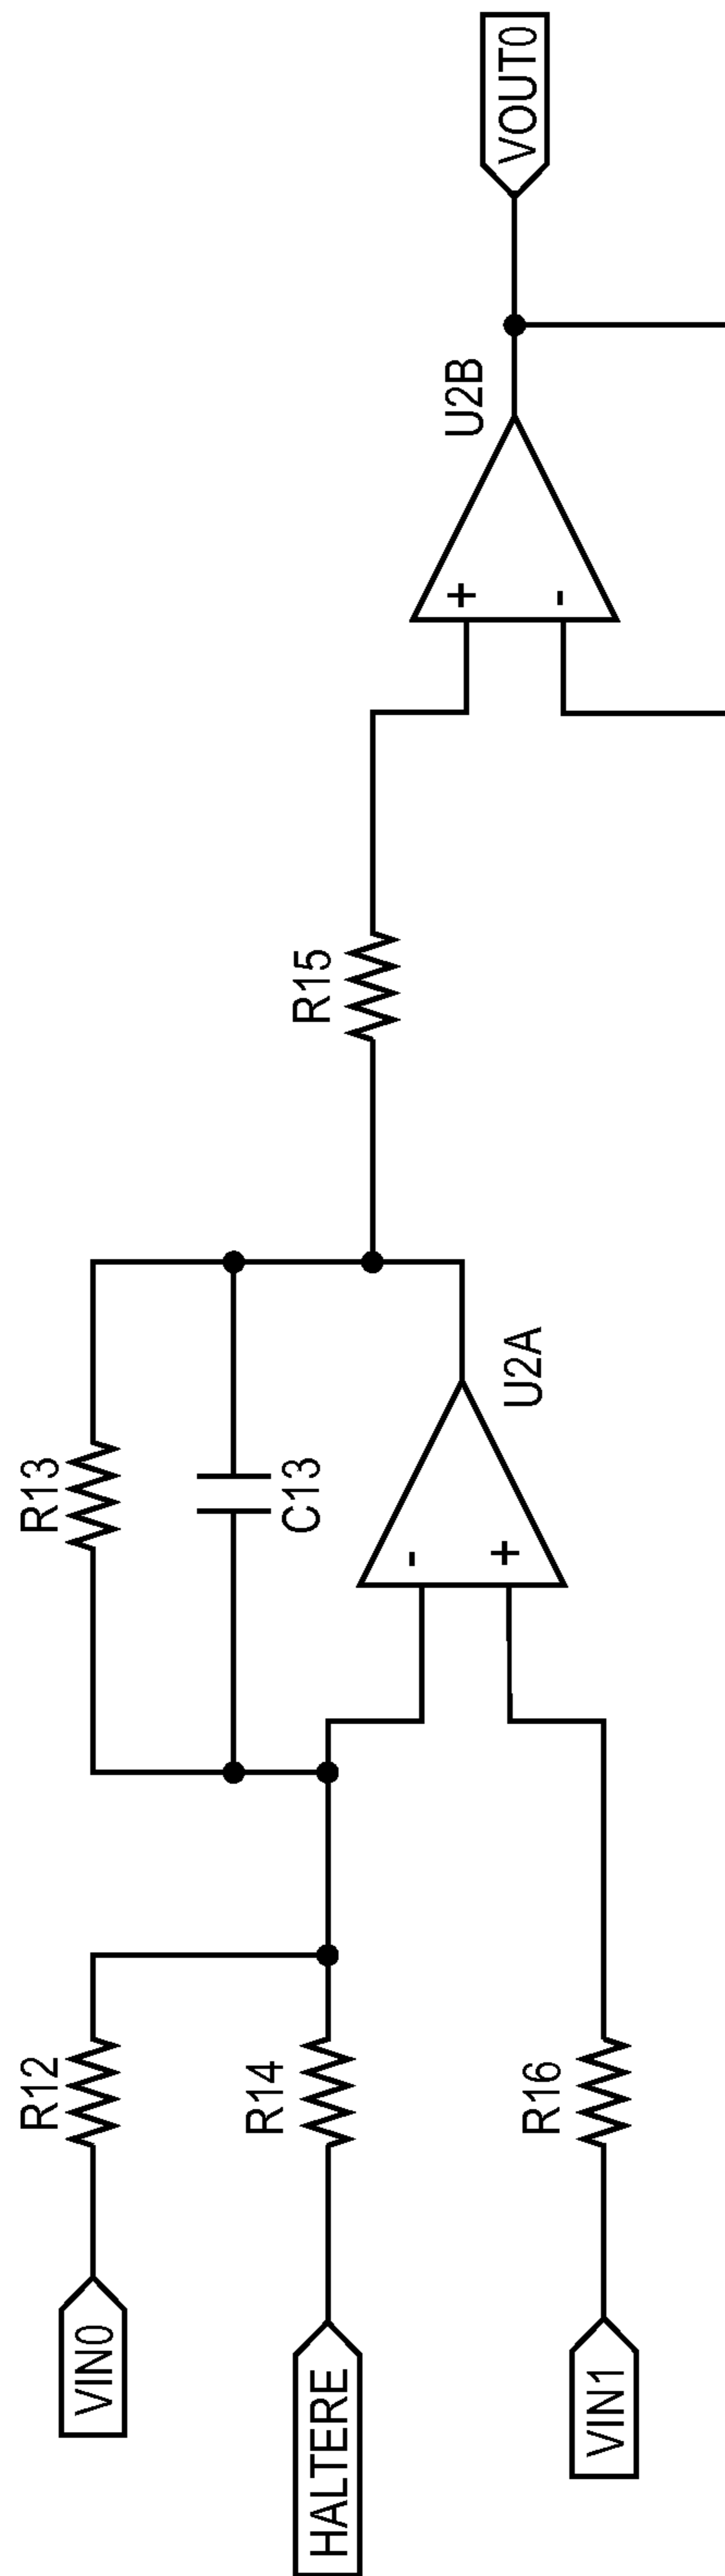 VIN0
R12
R13
HALTERE
R14
C13
VIN1
R16
-
+
U2A
R15
+
-
U2B
VOUT0